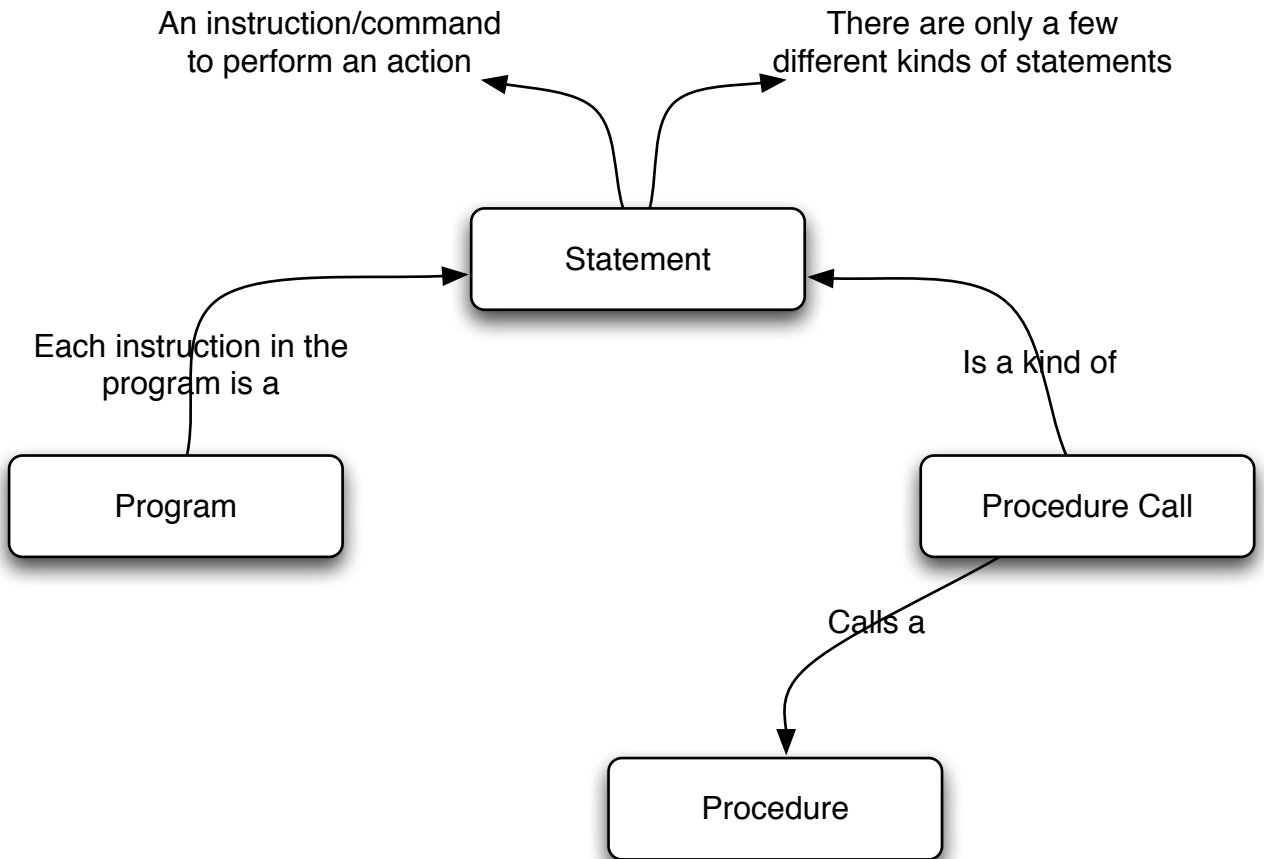 An instruction/command
to perform an action
There are only a few
different kinds of statements
Statement
Each instruction in the
program is a
Is a kind of
Program
Procedure Call
Calls a
Procedure